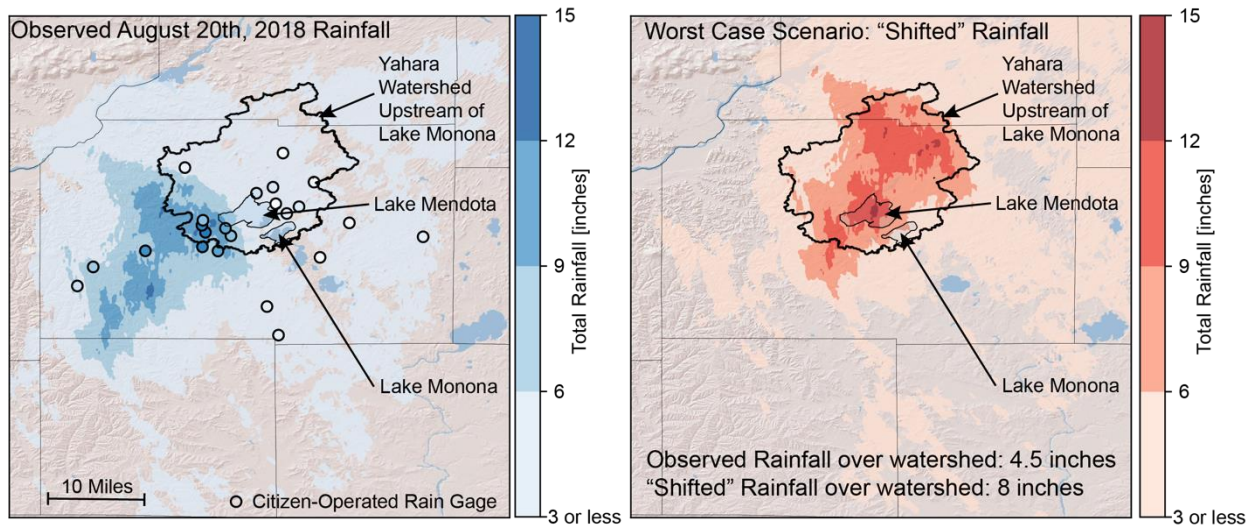 Observed August 20th, 2018 Rainfall
Yahara
Watershed
Upstream of
Lake Monona
Lake Mendota
Lake Monona
10 Miles
Citizen-Operated Rain Gage
15
12
9
6
3 or less
Total Rainfall [inches]
Worst Case Scenario: “Shifted” Rainfall
Yahara
Watershed
Upstream of
Lake Monona
Lake Mendota
Lake Monona
Observed Rainfall over watershed: 4.5 inches
“Shifted” Rainfall over watershed: 8 inches
15
12
9
6
3 or less
Total Rainfall [inches]